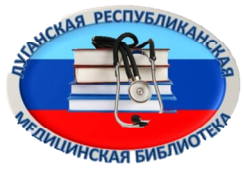 ЛУГАНСКАЯ РЕСПУБЛИКАНСКАЯ
МЕДИЦИНСКАЯ БИБЛИОТЕКА